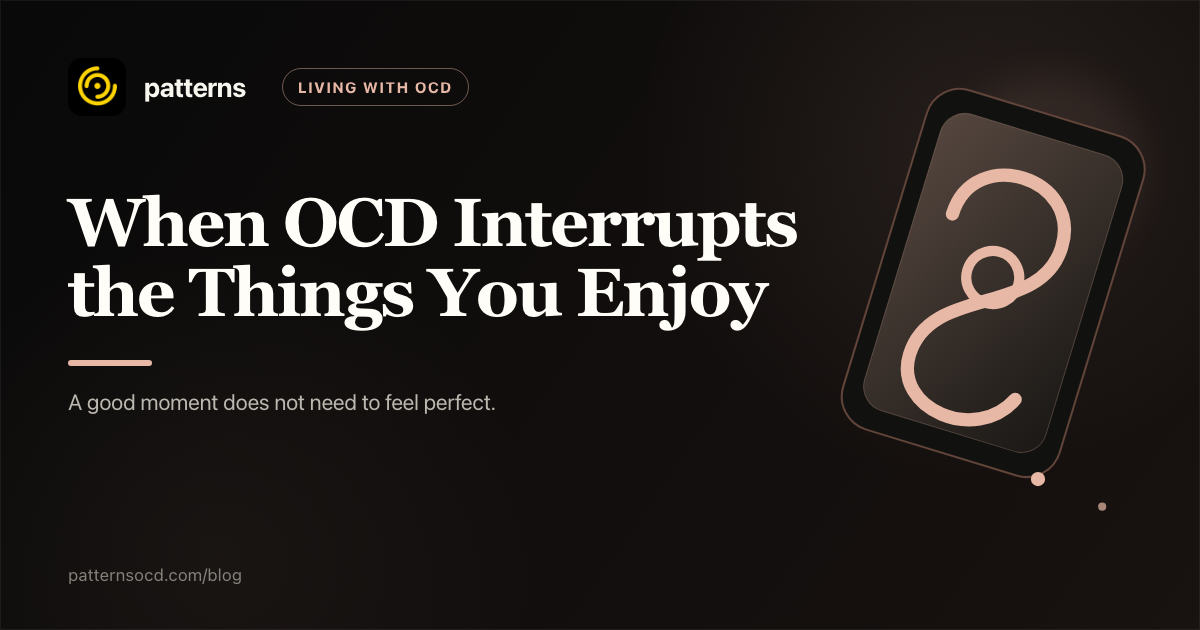 patterns
LIVING WITH OCD
When OCD Interrupts
the Things You Enjoy
A good moment does not need to feel perfect.
patternsocd.com/blog